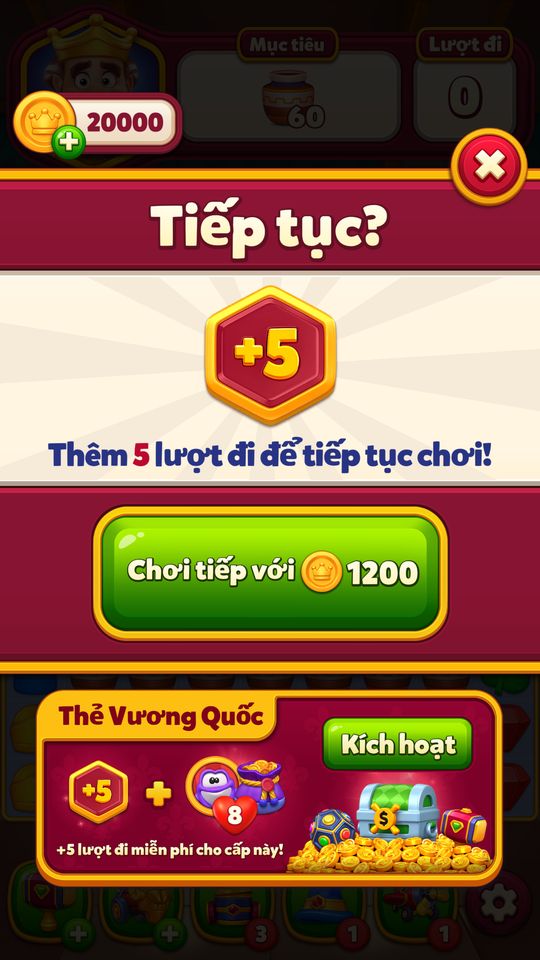 Mục tiêu
Lượt đi
20000
60
0
Tiếp tục?
+5
Thêm 5 lượt đi để tiếp tục chơi!
Chơi tiếp với 1200
Thẻ Vương Quốc
Kích hoạt
+5 + 8
$
+5 lượt đi miễn phí cho cấp này!
3
1
1